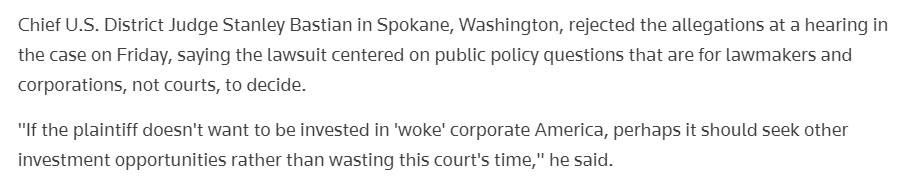 Chief U.S. District Judge Stanley Bastian in Spokane, Washington, rejected the allegations at a hearing in
the case on Friday, saying the lawsuit centered on public policy questions that are for lawmakers and
corporations, not courts, to decide.
"If the plaintiff doesn't want to be invested in 'woke' corporate America, perhaps it should seek other
investment opportunities rather than wasting this court's time," he said.